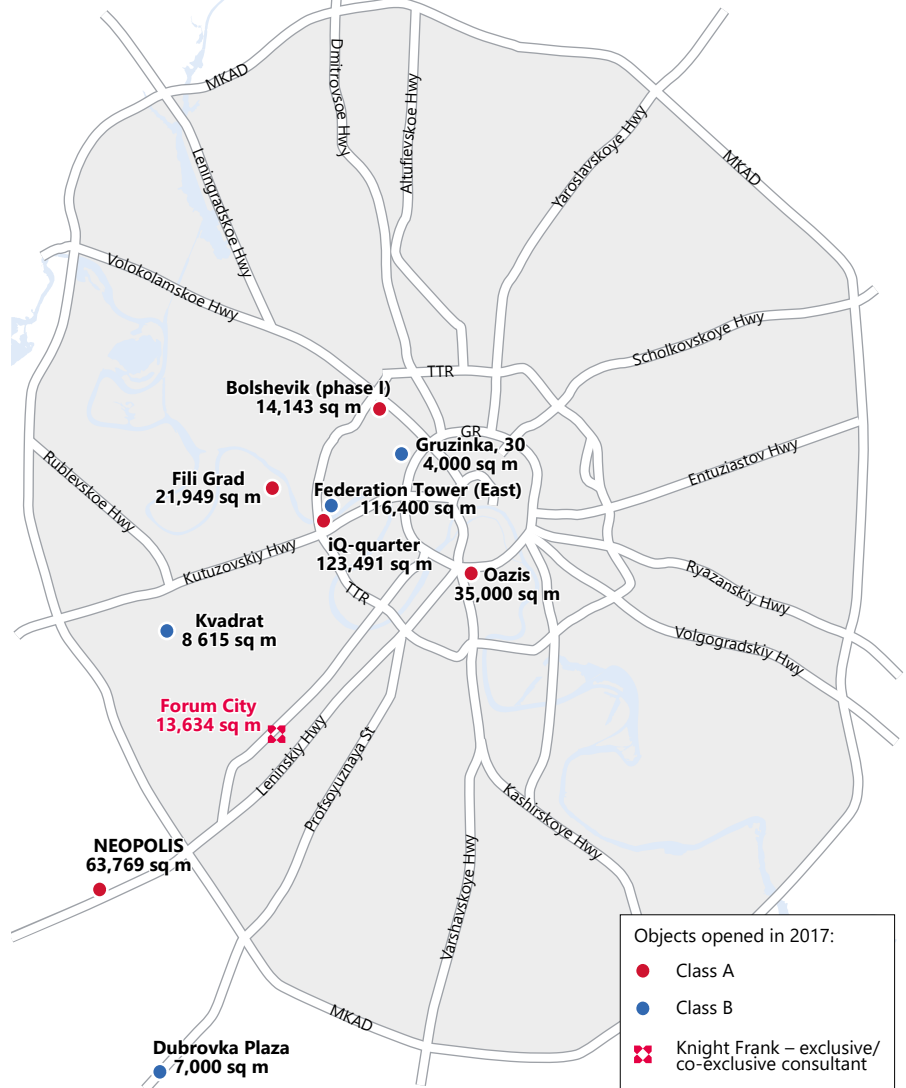 MKAD
Dmitrovsoe Hwy
Altufievskoe Hwy
Leningradskoe Hwy
Yaroslavskoye Hwy
MKAD
Volokolamskoe Hwy
Scholkovskoye Hwy
TTR
Bolshevik (phase I)
14,143 sq m
GR
Gruzinka, 30
4,000 sq m
Rublevskoe Hwy
Fili Grad
21,949 sq m
Entuziastov Hwy
Federation Tower (East)
116,400 sq m
iQ-quarter
123,491 sq m
Kutuzovskiy Hwy
TTR
Oazis
35,000 sq m
Ryazanskiy Hwy
Kvadrat
8 615 sq m
Volgogradskiy Hwy
Forum City
13,634 sq m
Leninskiy Hwy
Profsoyuznaya St
Kashirskoye Hwy
NEOPOLIS
63,769 sq m
Varshavskoye Hwy
MKAD
Dubrovka Plaza
7,000 sq m
Objects opened in 2017:
Class A
Class B
Knight Frank – exclusive/
co-exclusive consultant